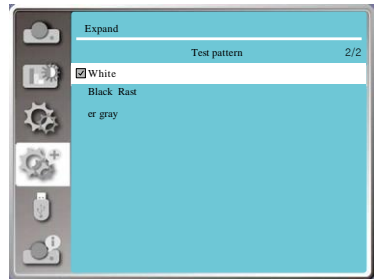 Expand
Test pattern 2/2
White
Black Rast
er gray